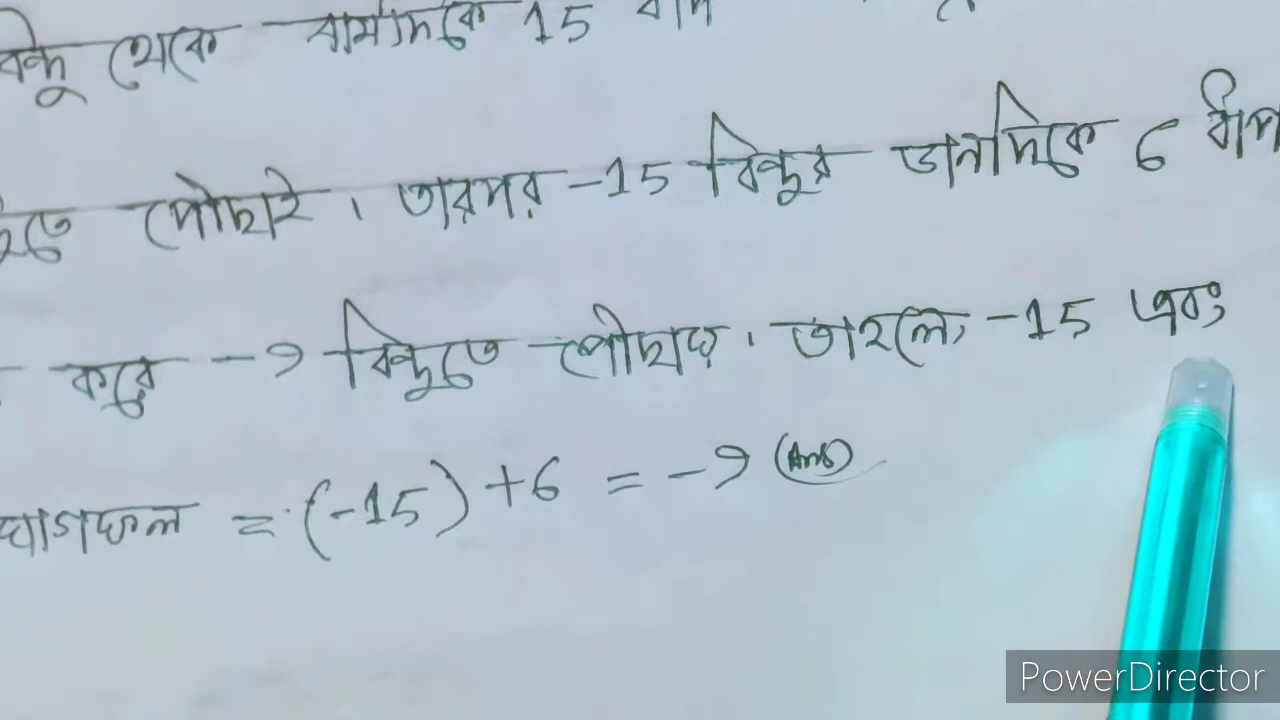 বিন্দু থেকে বামদিকে 15 ধাপ
পৌছাই । তারপর -15 বিন্দুর ডানদিকে 6 ধাপ
করে -9 বিন্দুতে পৌছায় । তাহলে, -15 এবং
যোগফল = (-15) + 6 = -9 (Ans)
PowerDirector